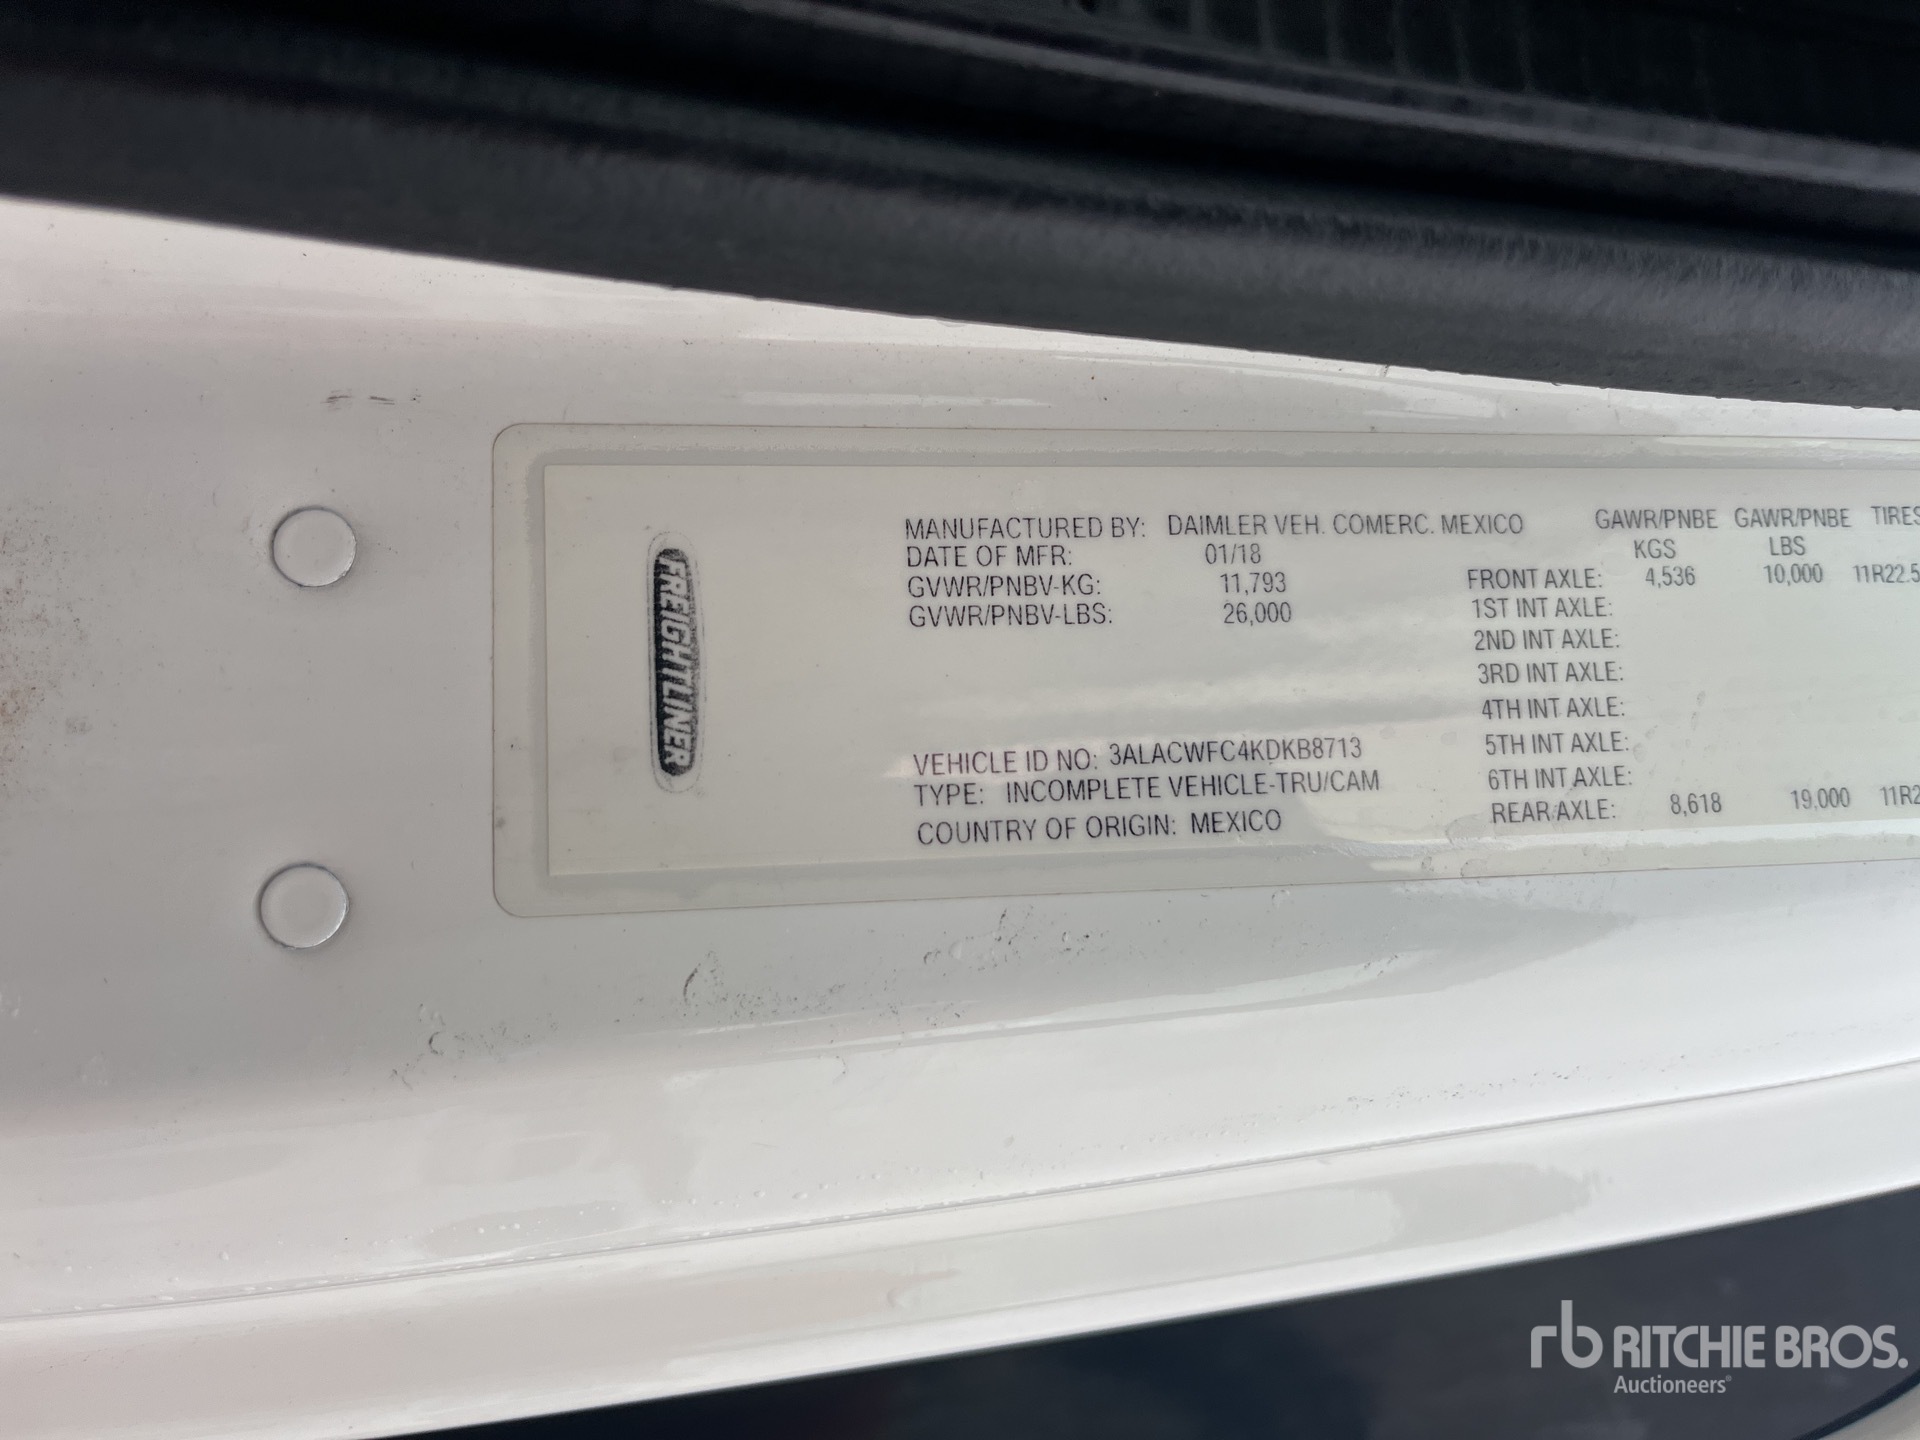 FREIGHTLINER
MANUFACTURED BY: DAIMLER VEH. COMERC. MEXICO
DATE OF MFR: 01/18
GVWR/PNBV-KG: 11,793
GVWR/PNBV-LBS: 26,000
VEHICLE ID NO: 3ALACWFC4KDKB8713
TYPE: INCOMPLETE VEHICLE-TRU/CAM
COUNTRY OF ORIGIN: MEXICO
GAWR/PNBE GAWR/PNBE TIRES
KGS LBS
FRONT AXLE: 4,536 10,000 11R22.5
1ST INT AXLE:
2ND INT AXLE:
3RD INT AXLE:
4TH INT AXLE:
5TH INT AXLE:
6TH INT AXLE:
REAR AXLE: 8,618 19,000 11R2
rb RITCHIE BROS.
Auctioneers